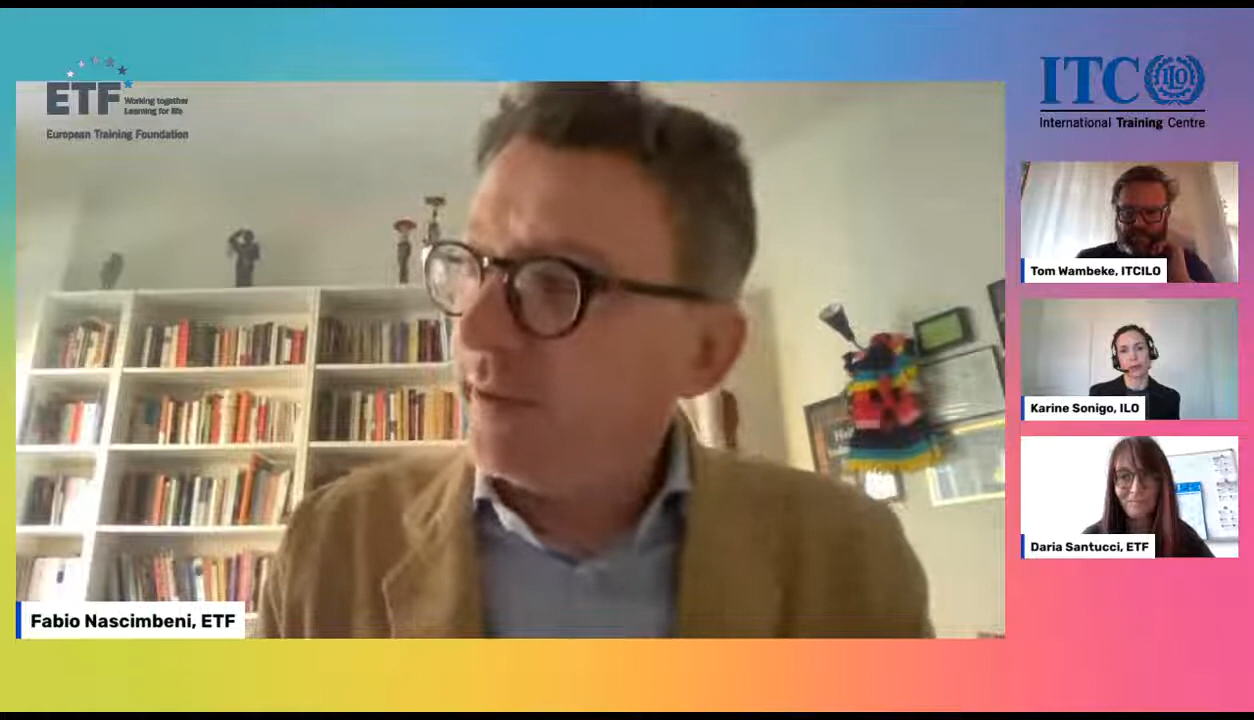 ETF
Working together
Learning for life
European Training Foundation
ITC
ILO
International Training Centre
Tom Wambeke, ITCILO
Karine Sonigo, ILO
Daria Santucci, ETF
Fabio Nascimbeni, ETF